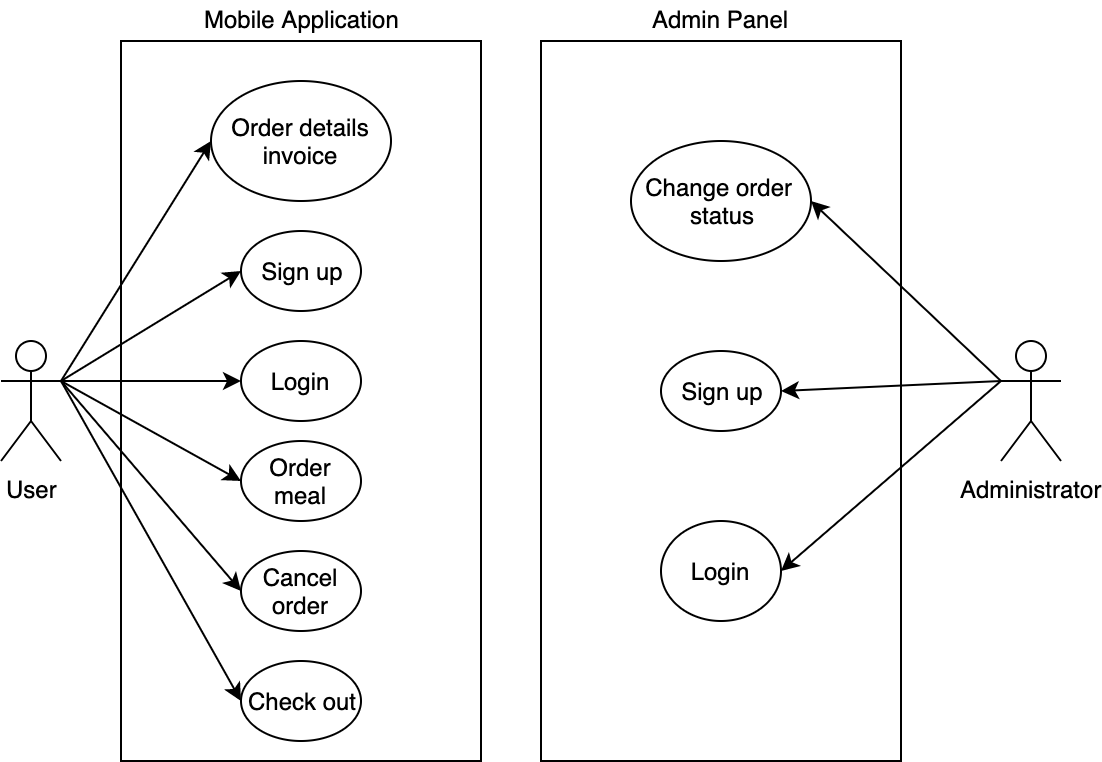 Mobile Application
Order details
invoice
Sign up
Login
Order
meal
Cancel
order
Check out
User
Admin Panel
Change order
status
Sign up
Login
Administrator